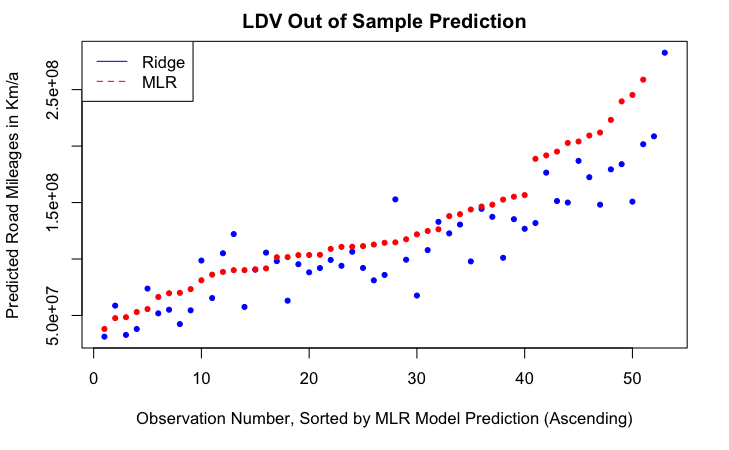 LDV Out of Sample Prediction
Ridge
MLR
Predicted Road Mileages in Km/a
2.5e+08
1.5e+08
5.0e+07
0 10 20 30 40 50
Observation Number, Sorted by MLR Model Prediction (Ascending)